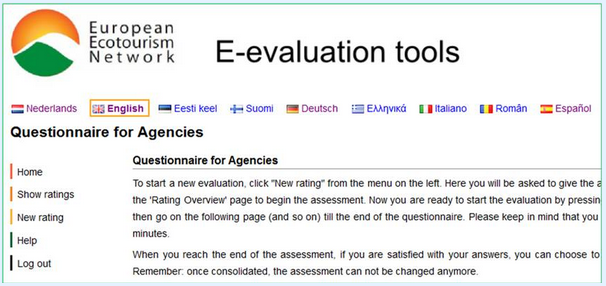 European
Ecotourism
Network
E-evaluation tools
Nederlands English Eesti keel Suomi Deutsch Ελληνικά Italiano Român Español
Questionnaire for Agencies
Home
Show ratings
New rating
Help
Log out
Questionnaire for Agencies
To start a new evaluation, click "New rating" from the menu on the left. Here you will be asked to give the a
the 'Rating Overview' page to begin the assessment. Now you are ready to start the evaluation by pressin
then go on the following page (and so on) till the end of the questionnaire. Please keep in mind that you
minutes.
When you reach the end of the assessment, if you are satisfied with your answers, you can choose to
Remember: once consolidated, the assessment can not be changed anymore.